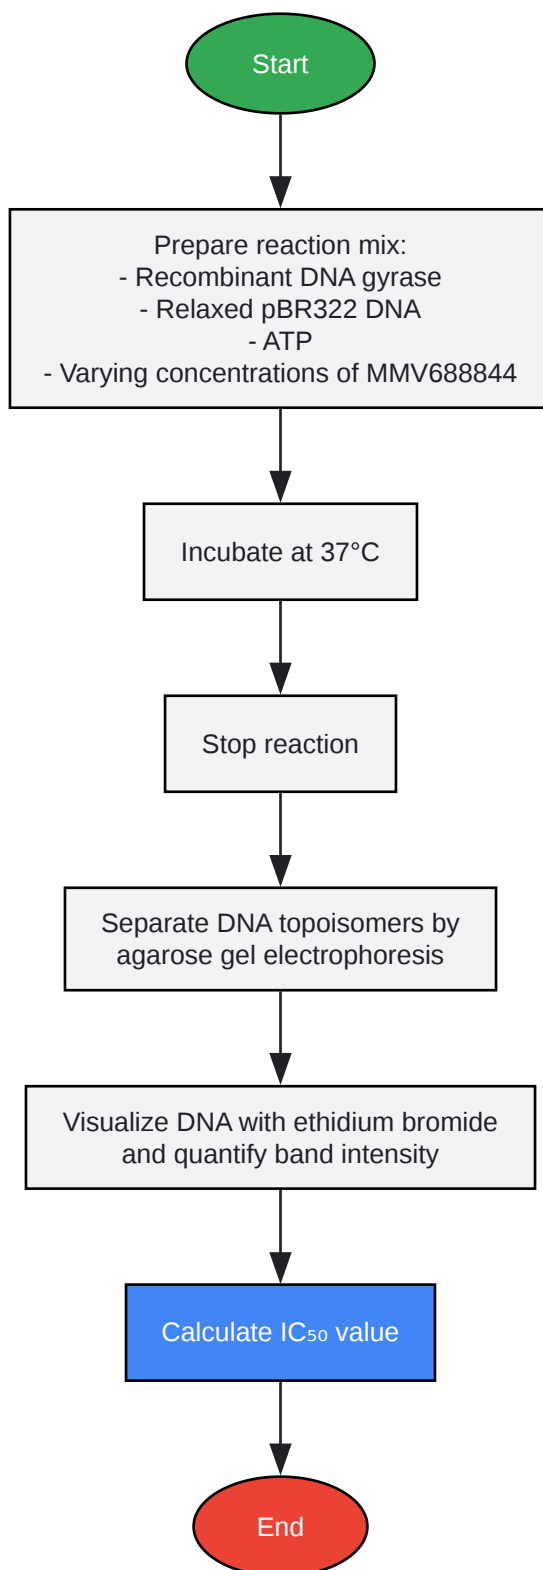 Start
Prepare reaction mix:
- Recombinant DNA gyrase
- Relaxed pBR322 DNA
- ATP
- Varying concentrations of MMV688844
Incubate at 37°C
Stop reaction
Separate DNA topoisomers by
agarose gel electrophoresis
Visualize DNA with ethidium bromide
and quantify band intensity
Calculate IC₅₀ value
End